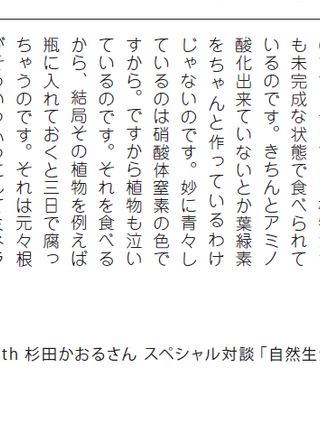 も未完成な状態で食べられて
いるのです。きちんとアミノ
酸化出来ていないとか葉緑素
をちゃんと作っているわけ
じゃないのです。妙に青々し
ているのは硝酸体窒素の色で
すから。ですから植物も泣い
ているのです。それを食べる
から、結局その植物を例えば
瓶に入れておくと三日で腐っ
ちゃうのです。それは元々根
th 杉田かおるさん スペシャル対談「自然生